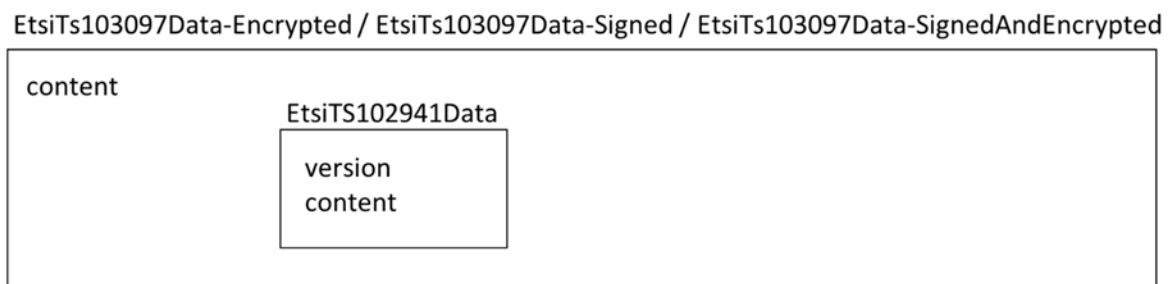 EtsiTs103097Data-Encrypted / EtsiTs103097Data-Signed / EtsiTs103097Data-SignedAndEncrypted
content
EtsiTS102941Data
version
content